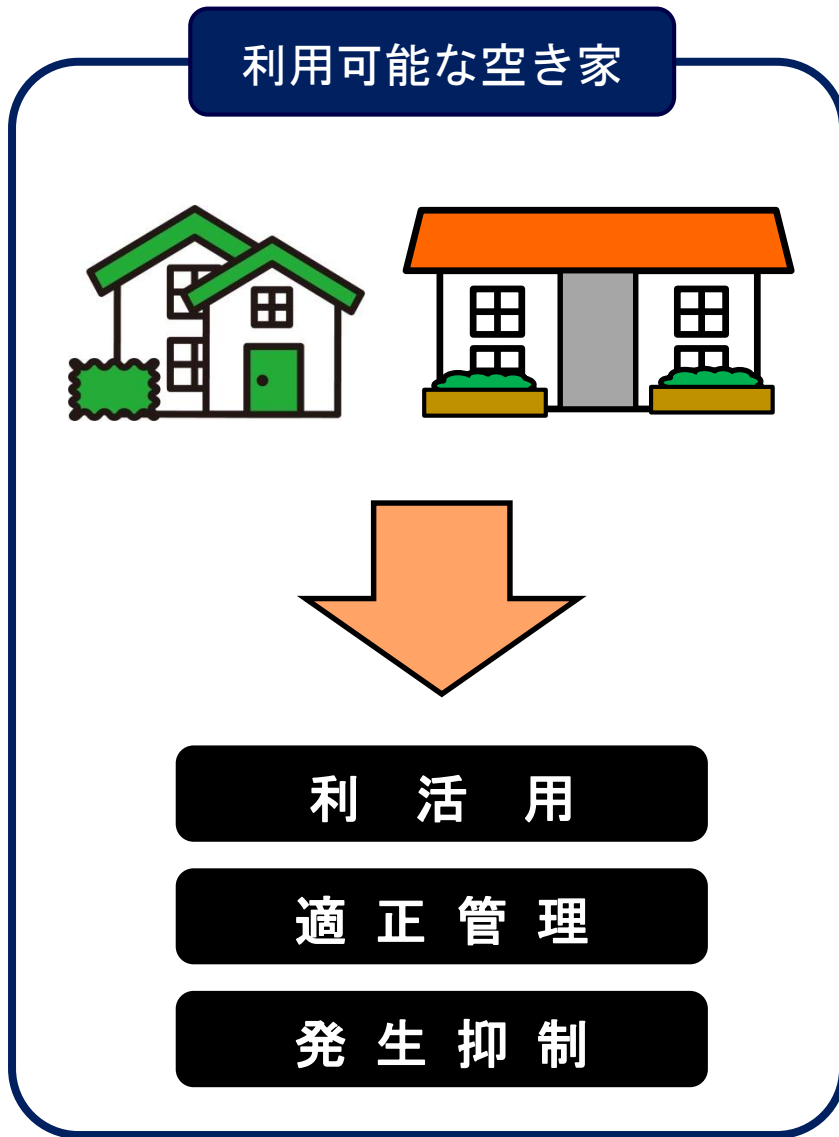 利用可能な空き家
利 活 用
適 正 管 理
発 生 抑 制